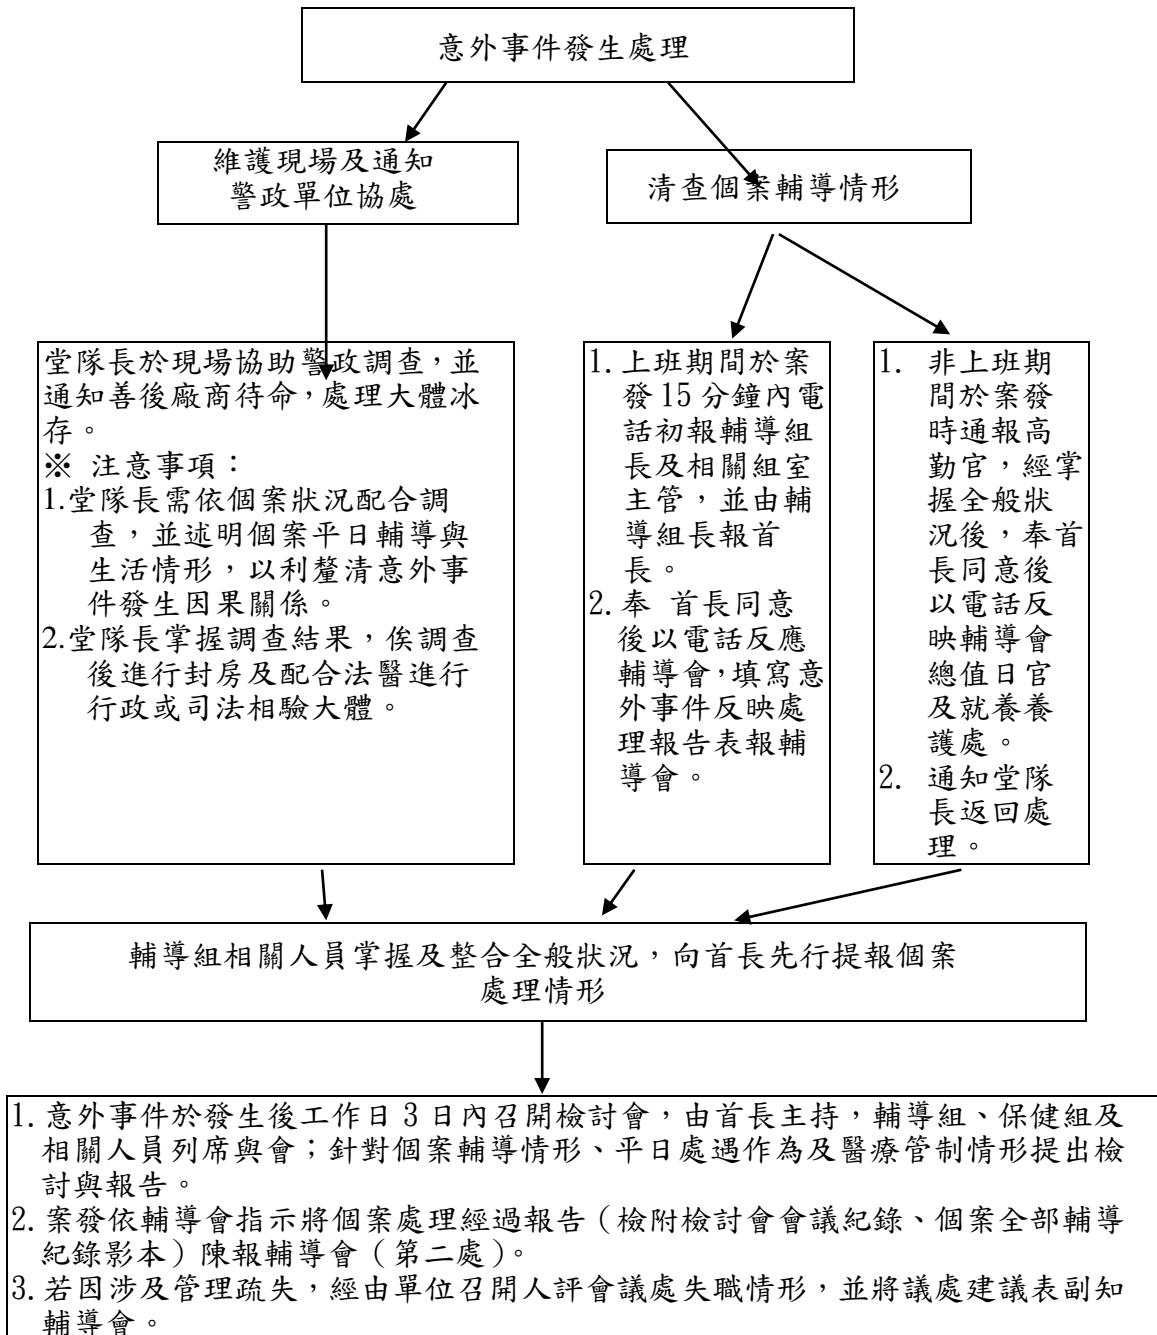 意外事件發生處理
維護現場及通知
警政單位協處
清查個案輔導情形
堂隊長於現場協助警政調查，並
通知善後廠商待命，處理大體冰
存。
※ 注意事項：
1.堂隊長需依個案狀況配合調
查，並述明個案平日輔導與
生活情形，以利釐清意外事
件發生因果關係。
2.堂隊長掌握調查結果，俟調查
後進行封房及配合法醫進行
行政或司法相驗大體。
1. 上班期間於案
發 15 分鐘內電
話初報輔導組
長及相關組室
主管，並由輔
導組長報首
長。
2. 奉 首長同意
後以電話反應
輔導會，填寫意
外事件反映處
理報告表報輔
導會。
1. 非上班期
間於案發
時通報高
勤官，經掌
握全般狀
況後，奉首
長同意後
以電話反
映輔導會
總值日官
及就養養
護處。
2. 通知堂隊
長返回處
理。
輔導組相關人員掌握及整合全般狀況，向首長先行提報個案
處理情形
1. 意外事件於發生後工作日 3 日內召開檢討會，由首長主持，輔導組、保健組及
相關人員列席與會；針對個案輔導情形、平日處遇作為及醫療管制情形提出檢
討與報告。
2. 案發依輔導會指示將個案處理經過報告（檢附檢討會會議紀錄、個案全部輔導
紀錄影本）陳報輔導會（第二處）。
3. 若因涉及管理疏失，經由單位召開人評會議處失職情形，並將議處建議表副知
輔導會。